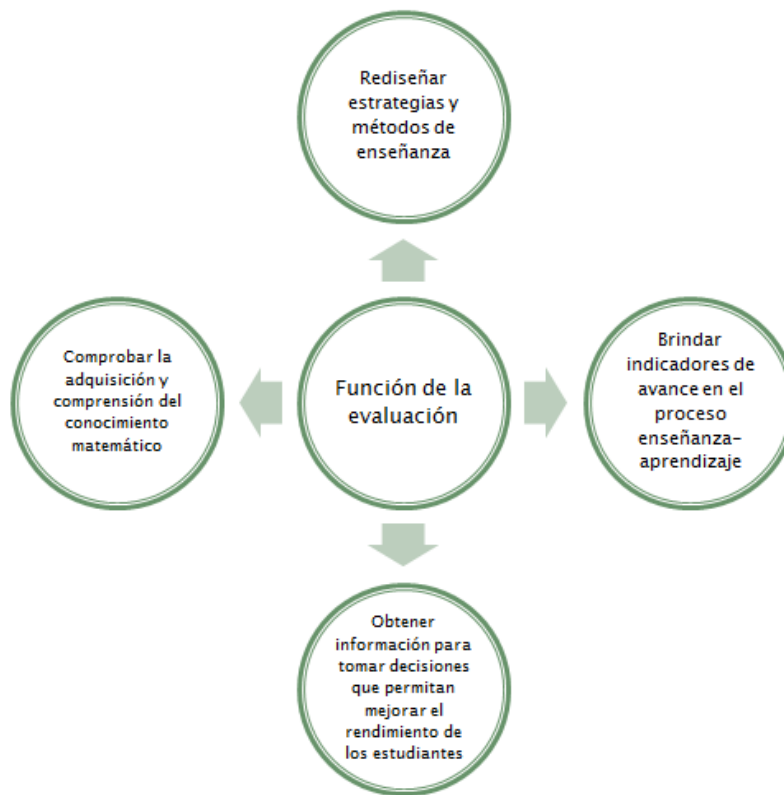 Rediseñar
estrategias y
métodos de
enseñanza
Comprobar la
adquisición y
comprensión del
conocimiento
matemático
Función de la
evaluación
Brindar
indicadores de
avance en el
proceso
enseñanza-
aprendizaje
Obtener
información para
tomar decisiones
que permitan
mejorar el
rendimiento de
los estudiantes